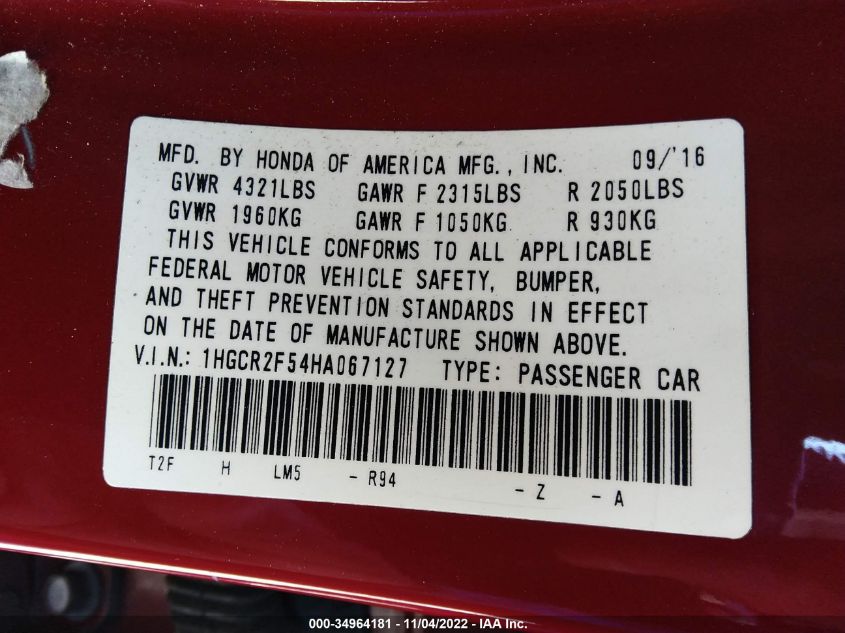 MFD. BY HONDA OF AMERICA MFG., INC. 09/'16
GVWR 4321LBS GAWR F 2315LBS R 2050LBS
GVWR 1960KG GAWR F 1050KG R 930KG
THIS VEHICLE CONFORMS TO ALL APPLICABLE
FEDERAL MOTOR VEHICLE SAFETY, BUMPER,
AND THEFT PREVENTION STANDARDS IN EFFECT
ON THE DATE OF MANUFACTURE SHOWN ABOVE.
V.I.N.: 1HGCR2F54HA067127 TYPE: PASSENGER CAR
T2F H LM5 - R94 - Z - A
000-34964181 - 11/04/2022 - IAA Inc.